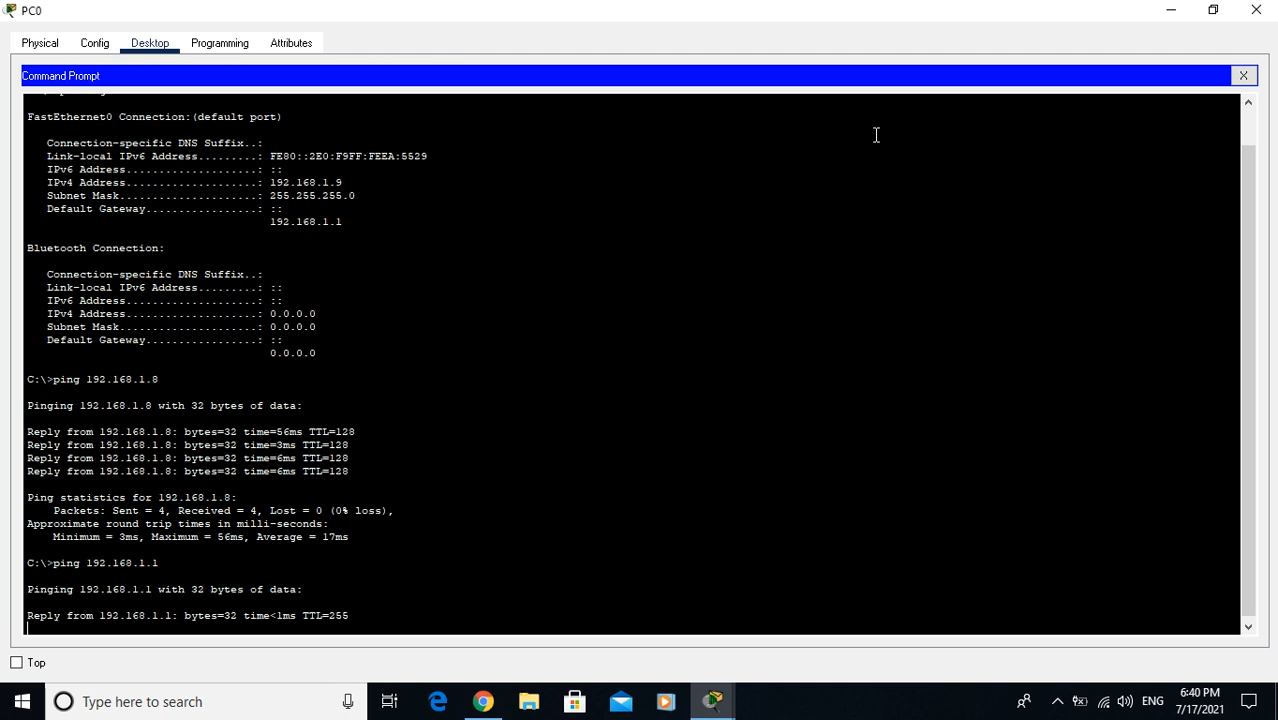 PC0
Physical Config Desktop Programming Attributes
Command Prompt X
FastEthernet0 Connection:(default port)
Connection-specific DNS Suffix..:
Link-local IPv6 Address.........: FE80::2E0:F9FF:FEEA:5529
IPv6 Address....................: ::
IPv4 Address....................: 192.168.1.9
Subnet Mask.....................: 255.255.255.0
Default Gateway.................: ::
192.168.1.1
Bluetooth Connection:
Connection-specific DNS Suffix..:
Link-local IPv6 Address.........: ::
IPv6 Address....................: ::
IPv4 Address....................: 0.0.0.0
Subnet Mask.....................: 0.0.0.0
Default Gateway.................: ::
0.0.0.0
C:\>ping 192.168.1.8
Pinging 192.168.1.8 with 32 bytes of data:
Reply from 192.168.1.8: bytes=32 time=56ms TTL=128
Reply from 192.168.1.8: bytes=32 time=3ms TTL=128
Reply from 192.168.1.8: bytes=32 time=6ms TTL=128
Reply from 192.168.1.8: bytes=32 time=6ms TTL=128
Ping statistics for 192.168.1.8:
Packets: Sent = 4, Received = 4, Lost = 0 (0% loss),
Approximate round trip times in milli-seconds:
Minimum = 3ms, Maximum = 56ms, Average = 17ms
C:\>ping 192.168.1.1
Pinging 192.168.1.1 with 32 bytes of data:
Reply from 192.168.1.1: bytes=32 time<1ms TTL=255
Top
Type here to search
ENG
6:40 PM
7/17/2021